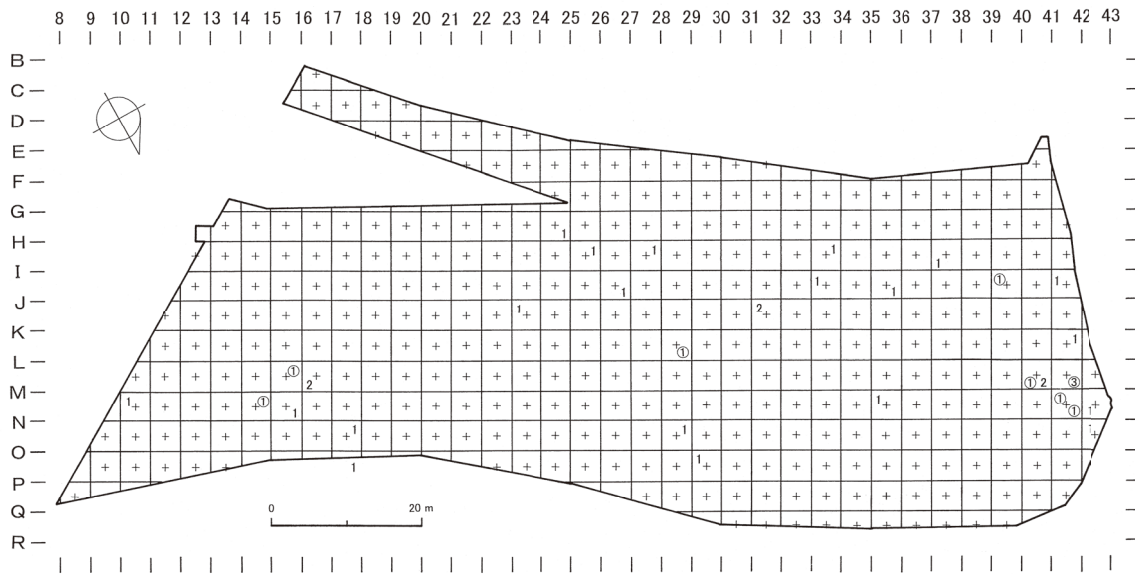 8 9 10 11 12 13 14 15 16 17 18 19 20 21 22 23 24 25 26 27 28 29 30 31 32 33 34 35 36 37 38 39 40 41 42 43
B
C
D
E
F
G
1
H
1 1 1 1
I
① 1 1
1 1
J
1 2
K
1
①
L
①
2
① 2 ③
M
1 ① 1 ①
1 ① 1
N
1 1 1
O
1 1
P
Q
R
0 20 m